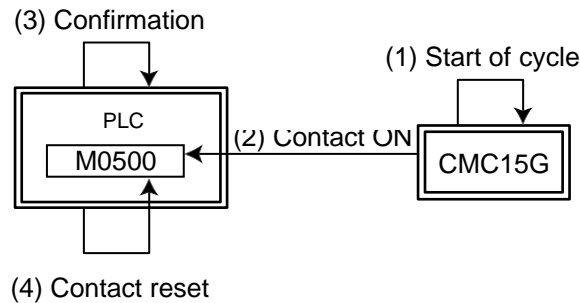 (3) Confirmation
(1) Start of cycle
PLC
(2) Contact ON
M0500
CMC15G
(4) Contact reset